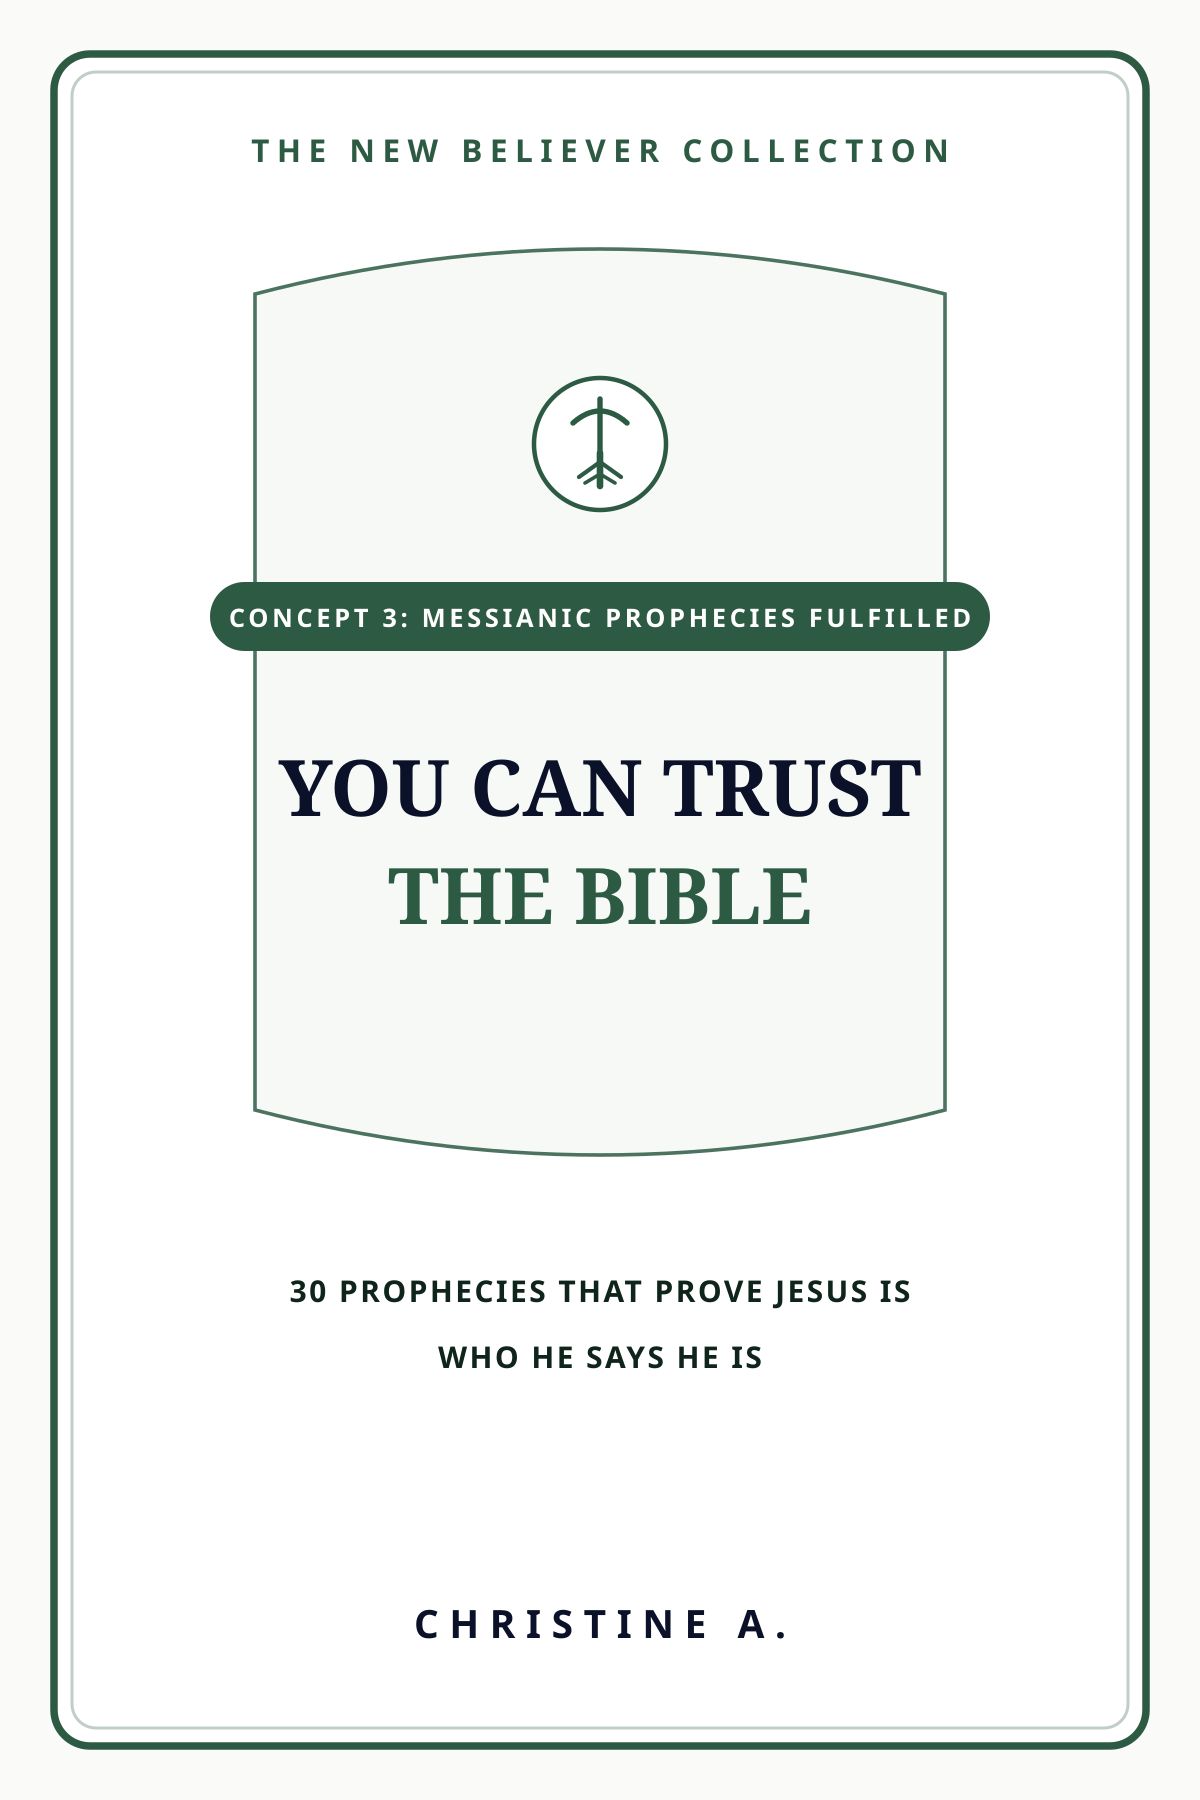 THE NEW BELIEVER COLLECTION
CONCEPT 3: MESSIANIC PROPHECIES FULFILLED
YOU CAN TRUST
THE BIBLE
30 PROPHECIES THAT PROVE JESUS IS
WHO HE SAYS HE IS
CHRISTINE A.